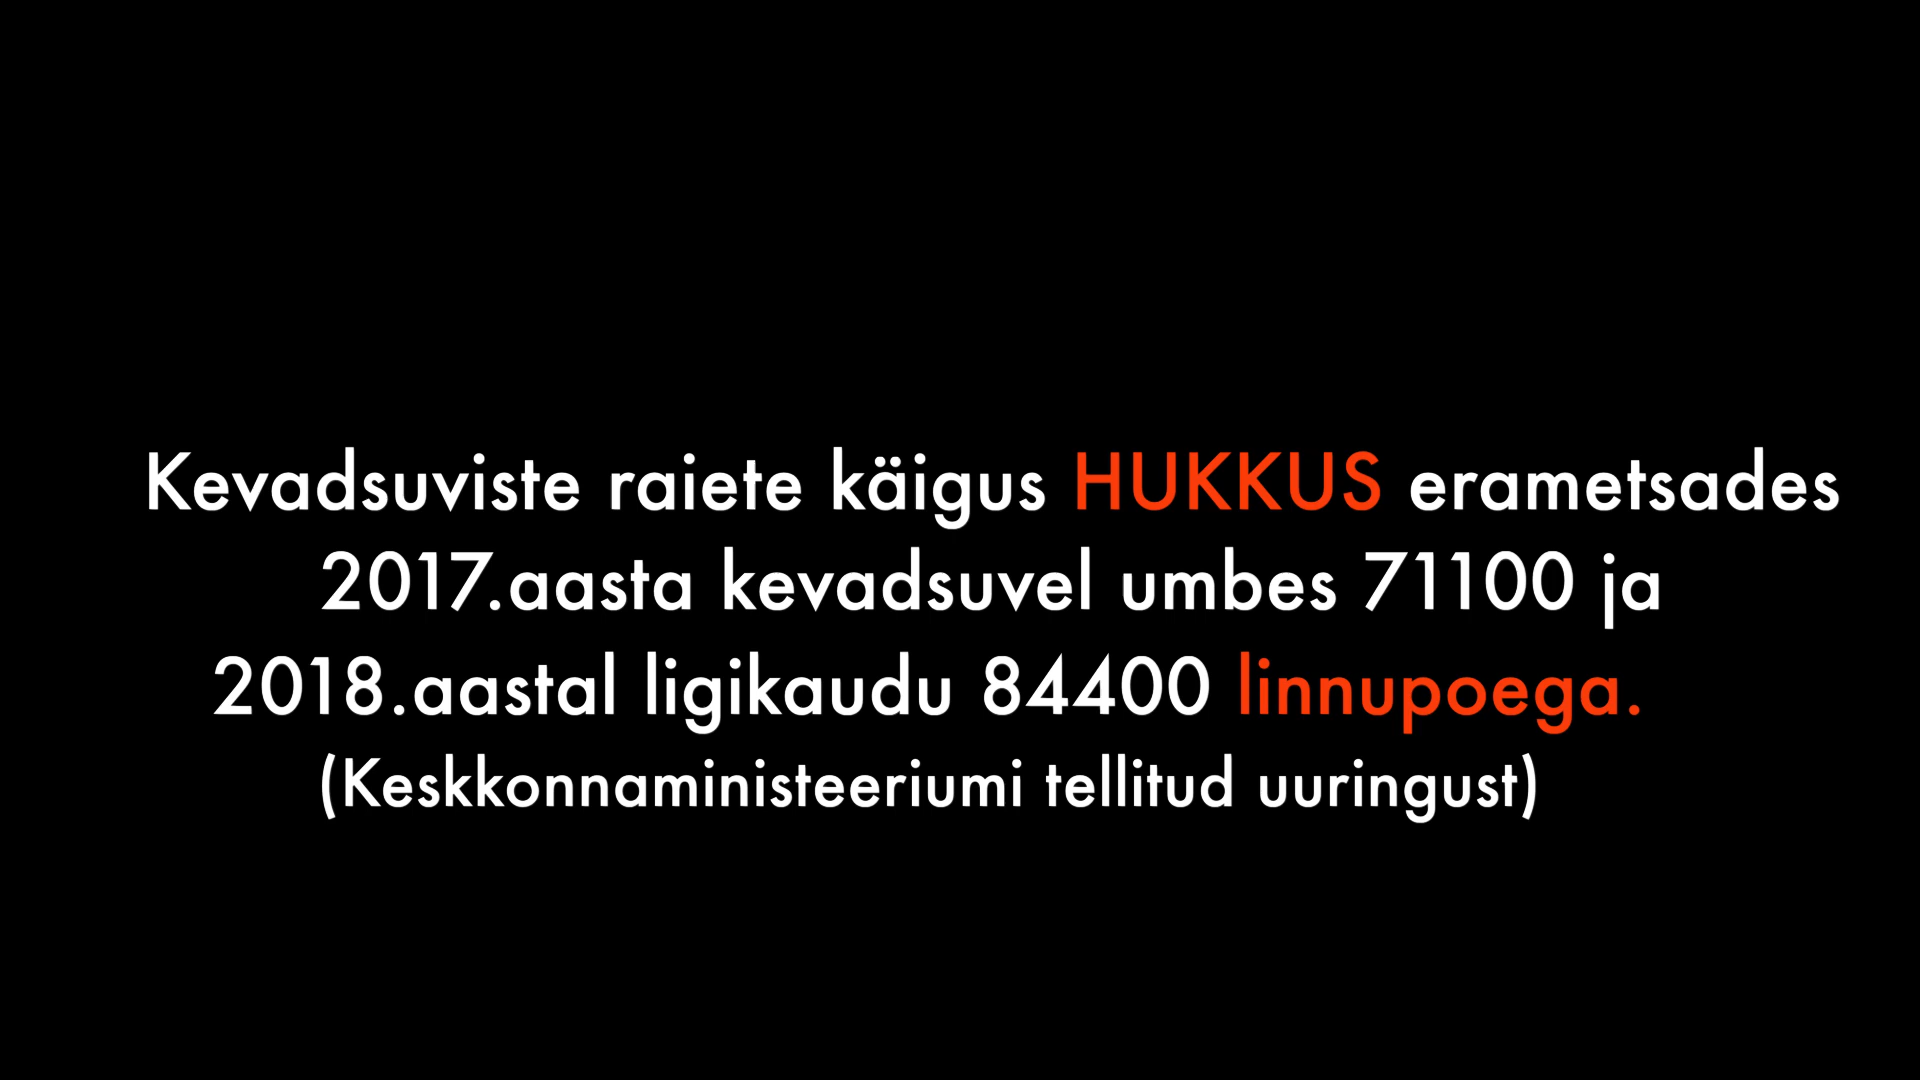 Kevadsuviste raiete käigus HUKKUS erametsades
2017.aasta kevadsuvel umbes 71100 ja
2018.aastal ligikaudu 84400 linnupoega.
(Keskkonnaministeeriumi tellitud uuringust)